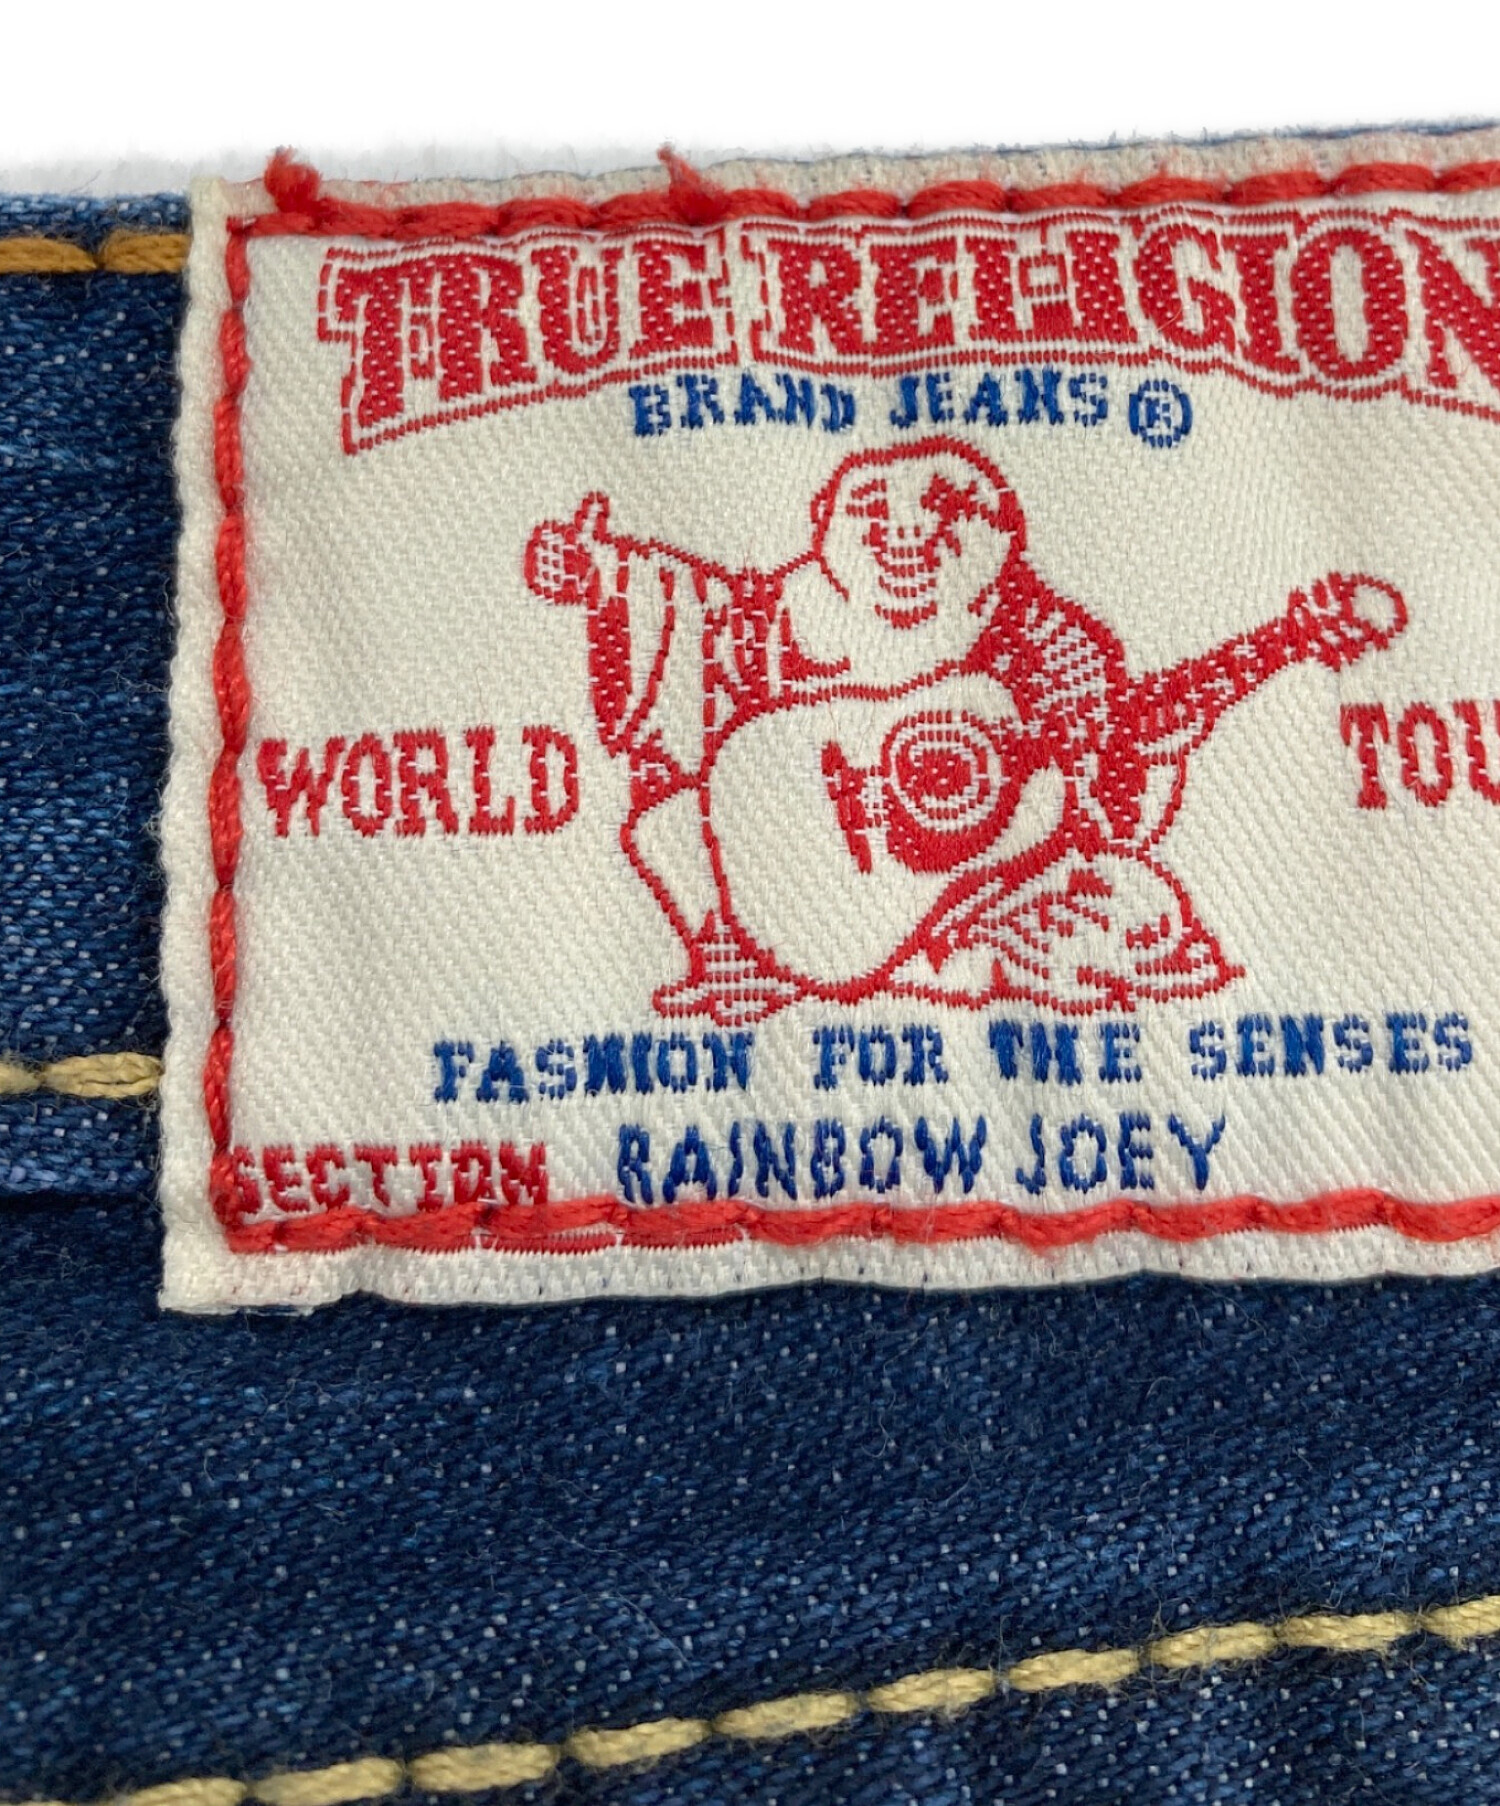 TRUE RELIGION
BRAND JEANS®
WORLD TOU
FASHION FOR THE SENSES
SECTION RAINBOW JOEY